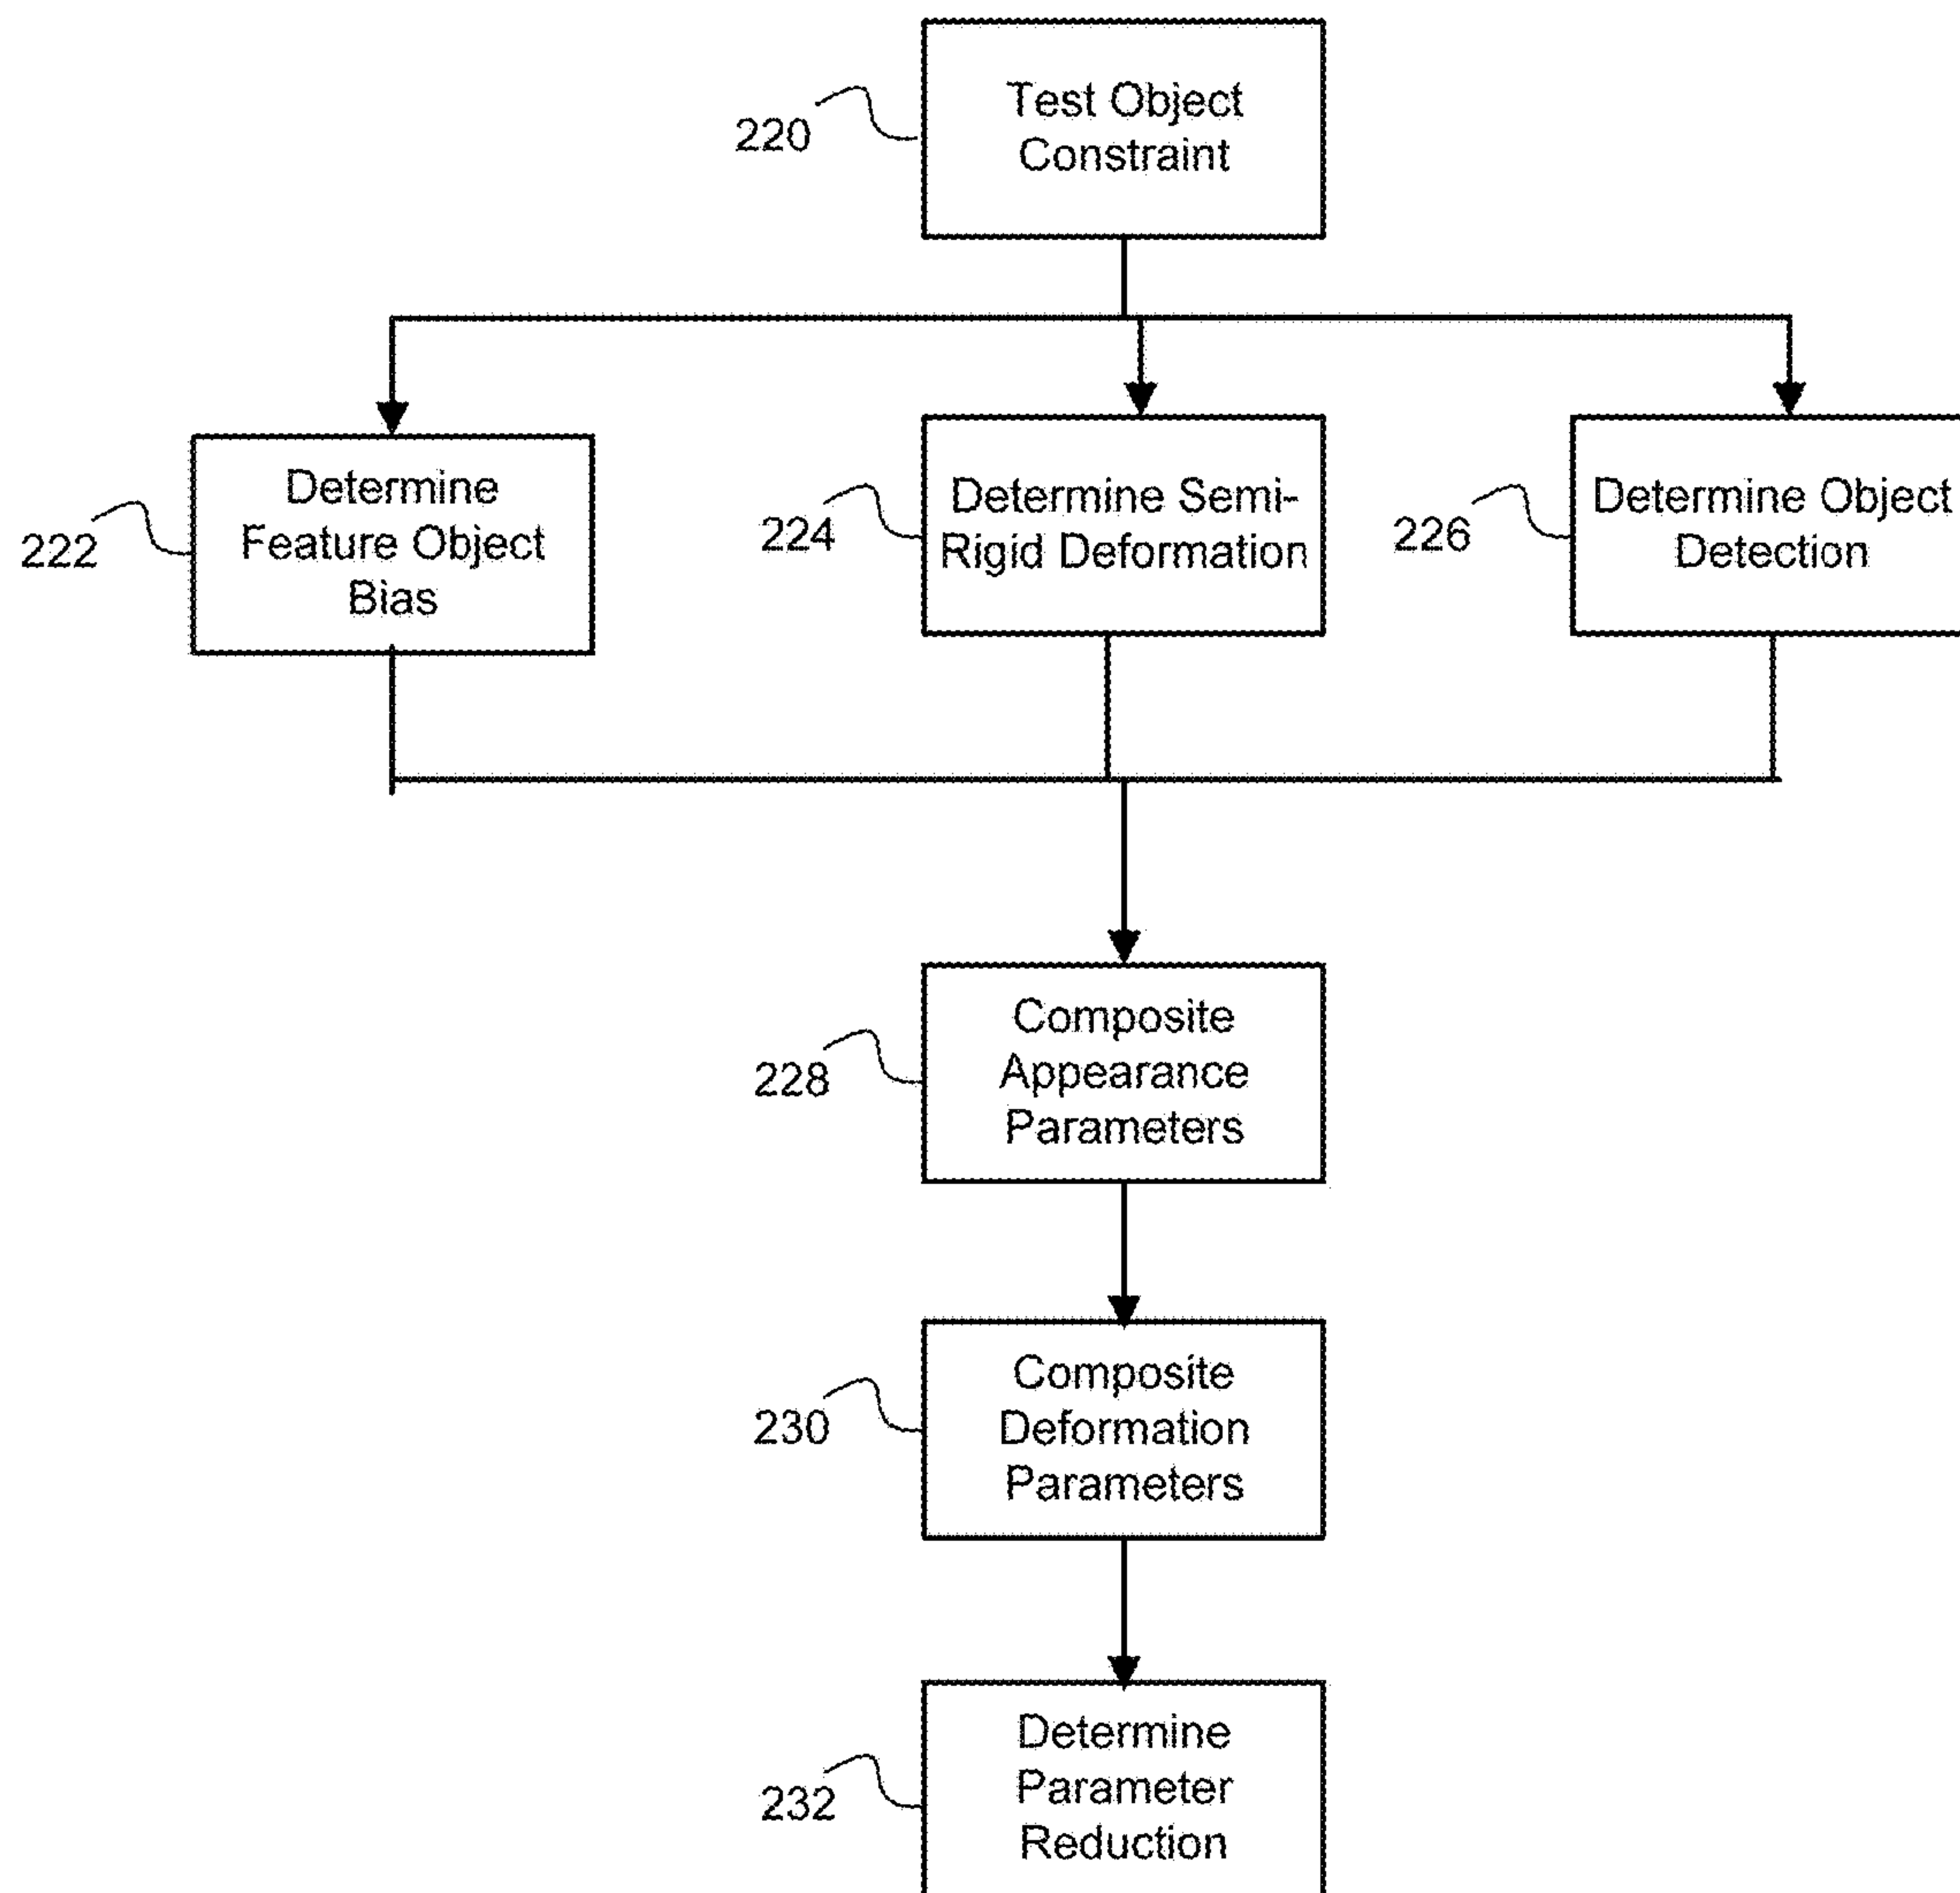 Test Object
Constraint
220
Determine
Feature Object
Bias
222
Determine Semi-
Rigid Deformation
224
Determine Object
Detection
226
Composite
Appearance
Parameters
228
Composite
Deformation
Parameters
230
Determine
Parameter
Reduction
232